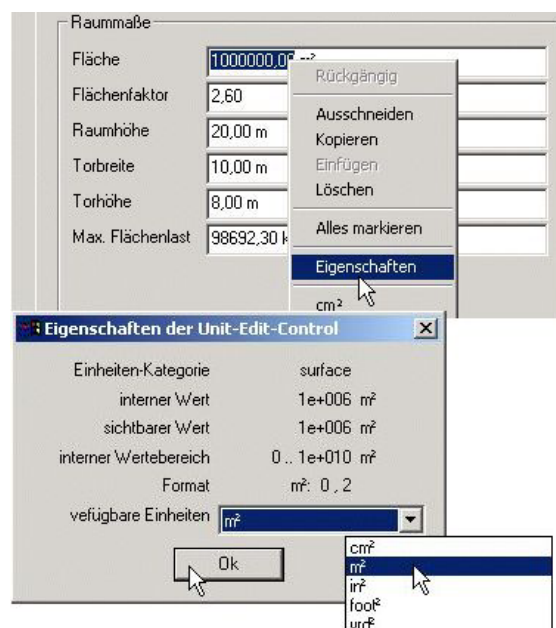 Raummaße
Fläche 1000000,00 m²
Flächenfaktor 2,60
Raumhöhe 20,00 m
Torbreite 10,00 m
Torhöhe 8,00 m
Max. Flächenlast 98692,30
Rückgängig
Ausschneiden
Kopieren
Einfügen
Löschen
Alles markieren
Eigenschaften
cm²
Eigenschaften der Unit-Edit-Control
Einheiten-Kategorie surface
interner Wert 1e+006 m²
sichtbarer Wert 1e+006 m²
interner Wertebereich 0 .. 1e+010 m²
Format m²: 0 , 2
vefügbare Einheiten m²
Ok
cm²
m²
in²
foot²